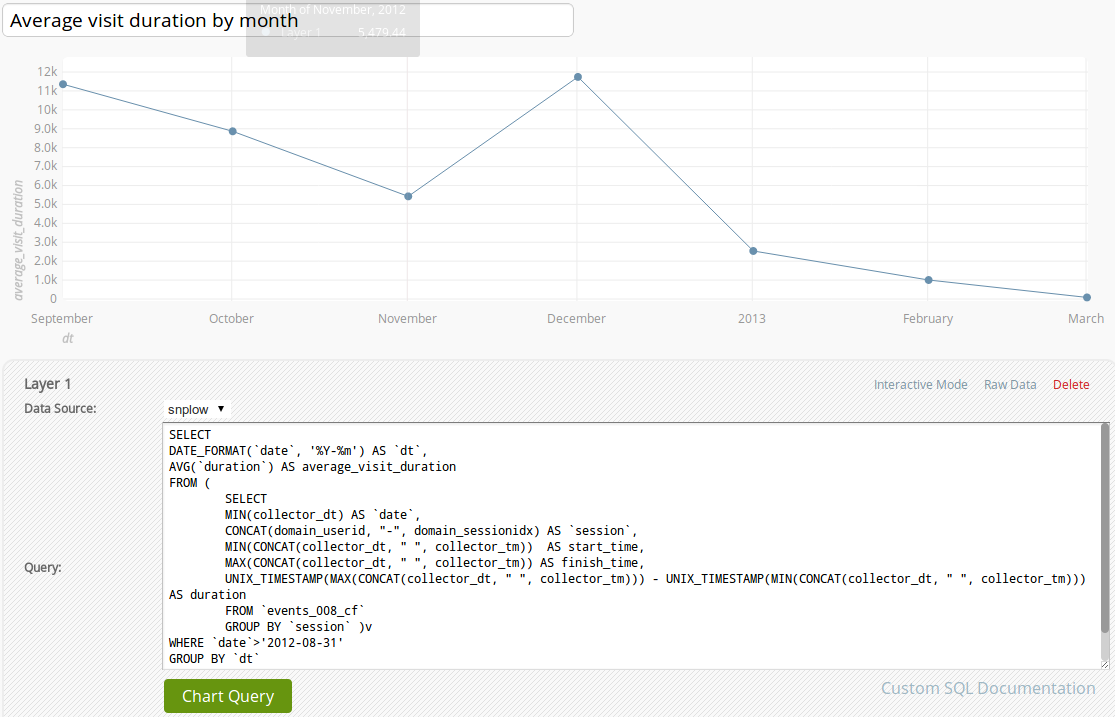 Average visit duration by month
Month of November, 2012
Layer 1 5,479.44
12k
11k
10k
9.0k
8.0k
7.0k
6.0k
5.0k
4.0k
3.0k
2.0k
1.0k
0
average_visit_duration
September October November December 2013 February March
dt
Layer 1
Interactive Mode Raw Data Delete
Data Source: snplow
Query:
SELECT
DATE_FORMAT(`date`, '%Y-%m') AS `dt`,
AVG(`duration`) AS average_visit_duration
FROM (
SELECT
MIN(collector_dt) AS `date`,
CONCAT(domain_userid, "-", domain_sessionidx) AS `session`,
MIN(CONCAT(collector_dt, " ", collector_tm))  AS start_time,
MAX(CONCAT(collector_dt, " ", collector_tm)) AS finish_time,
UNIX_TIMESTAMP(MAX(CONCAT(collector_dt, " ", collector_tm))) - UNIX_TIMESTAMP(MIN(CONCAT(collector_dt, " ", collector_tm)))
AS duration
FROM `events_008_cf`
GROUP BY `session` )v
WHERE `date`>'2012-08-31'
GROUP BY `dt`
Chart Query
Custom SQL Documentation